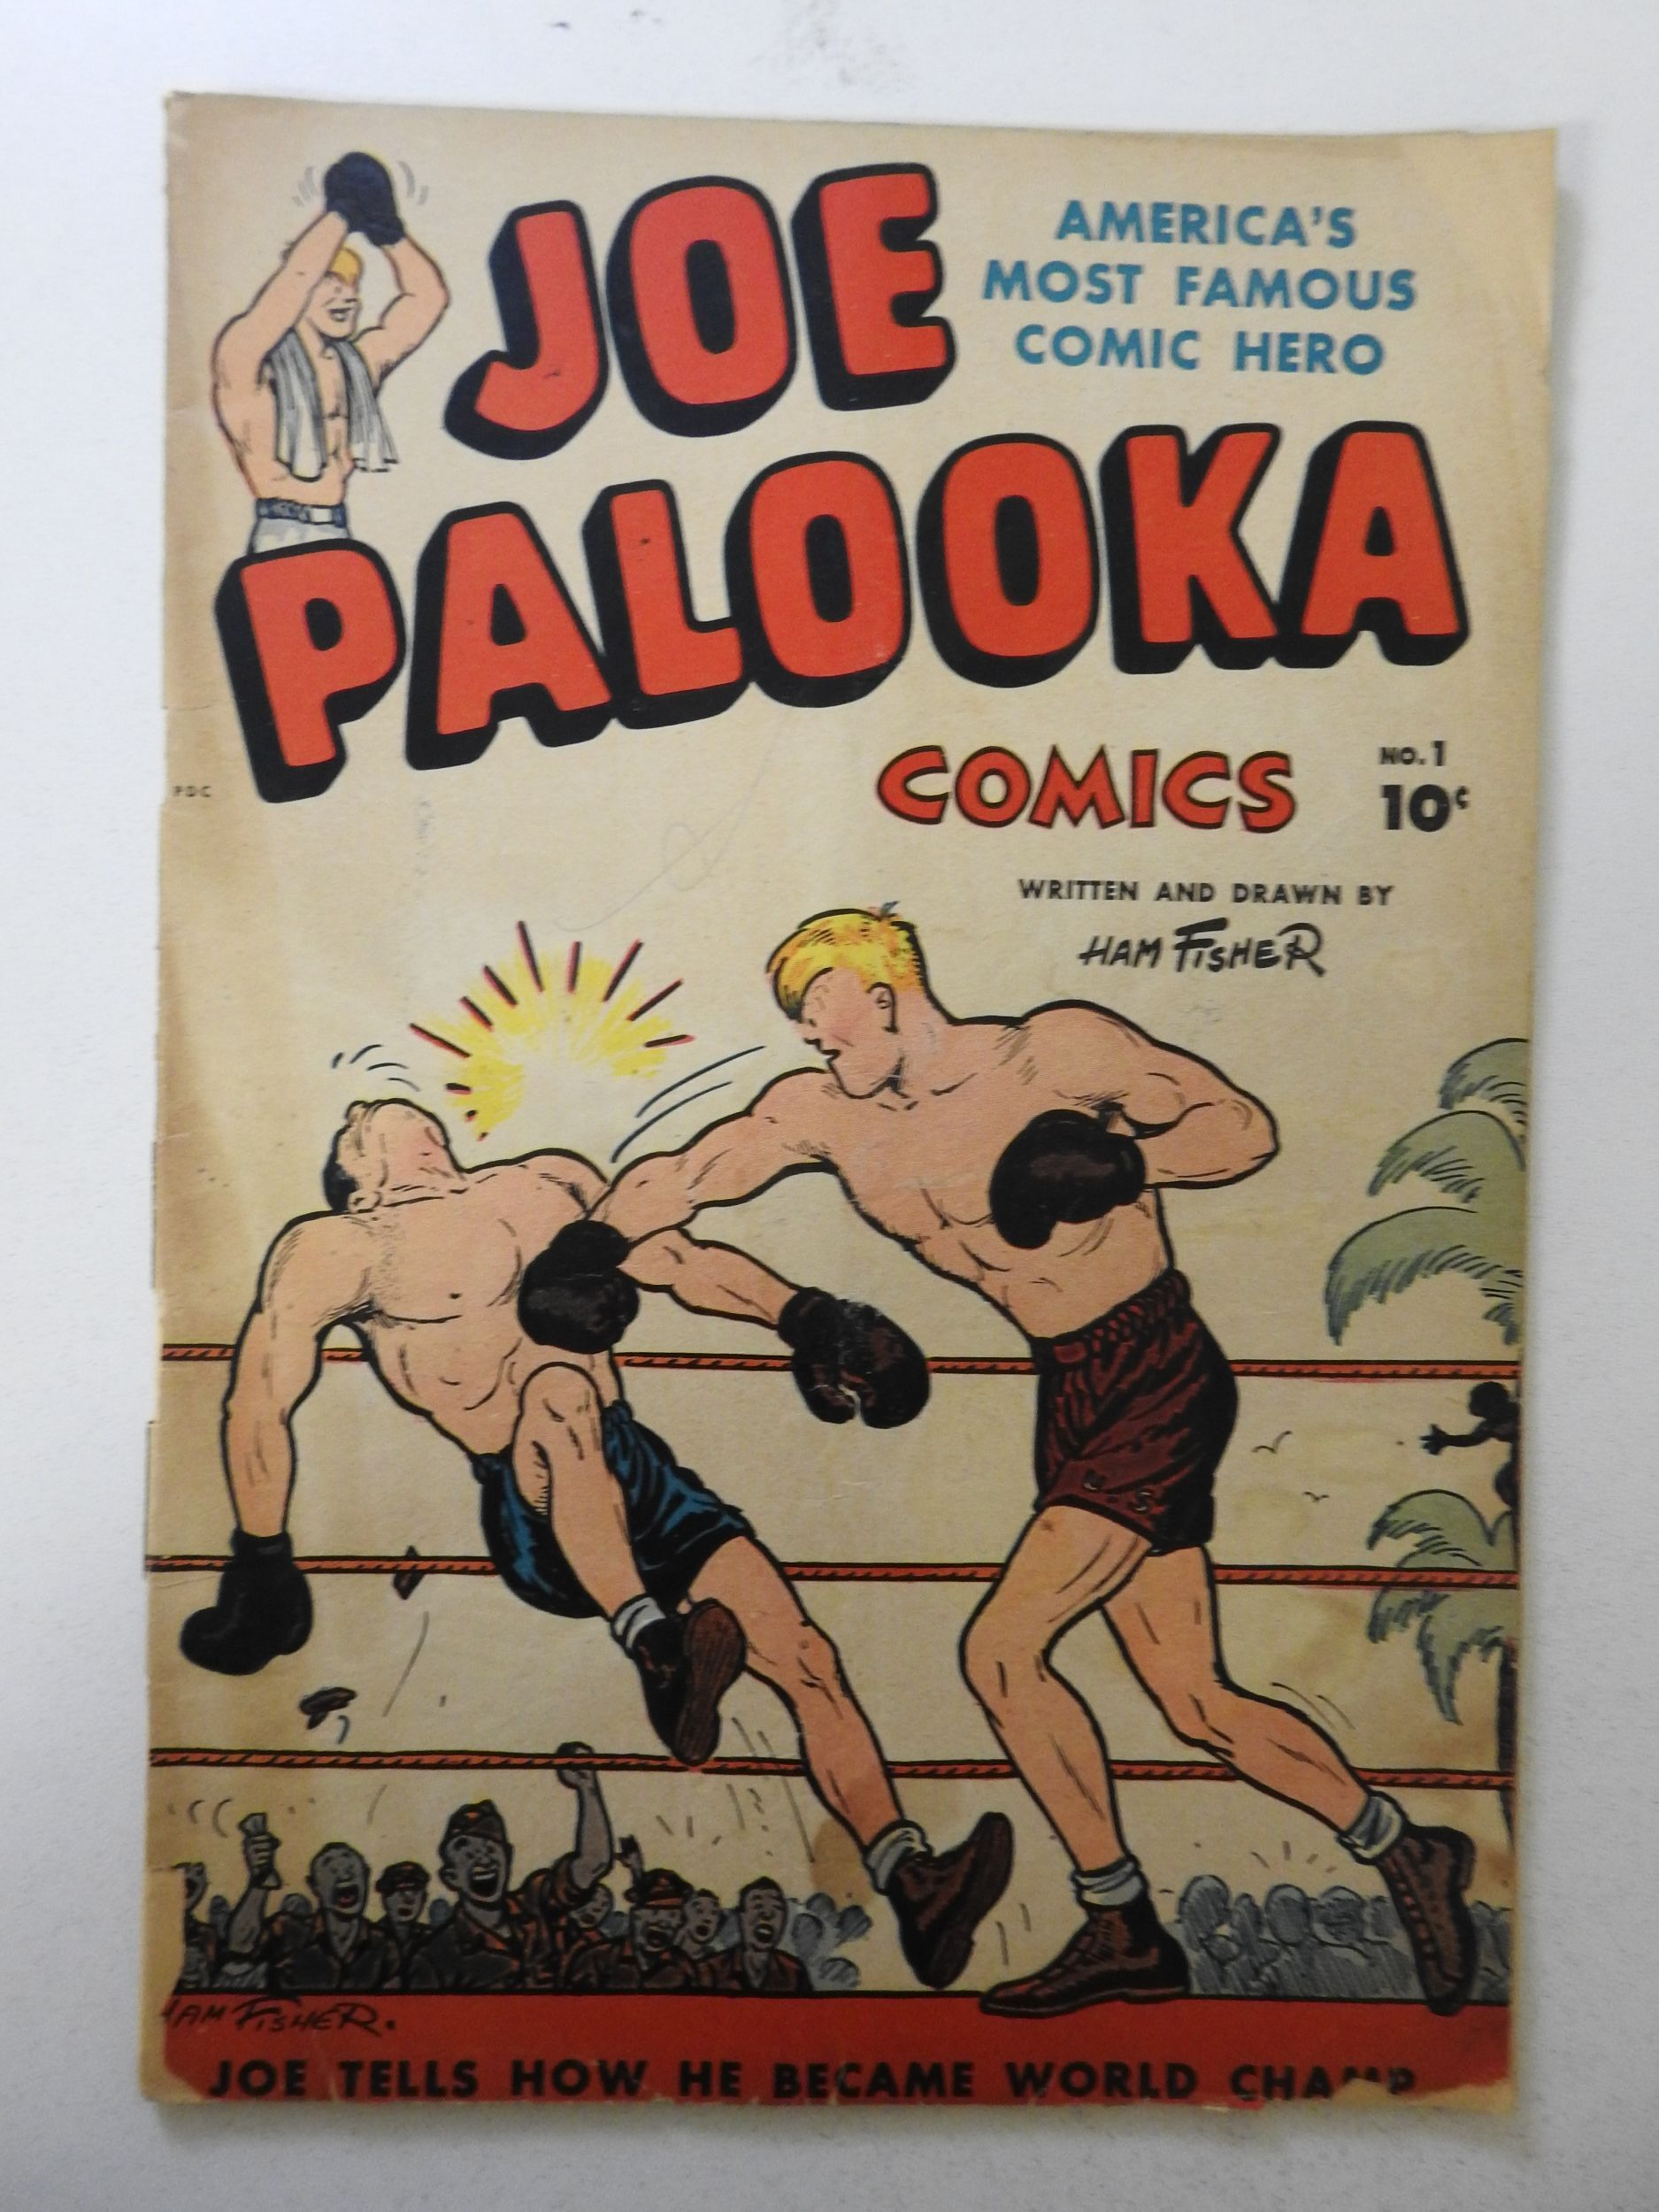 JOE
AMERICA'S
MOST FAMOUS
COMIC HERO
PALOOKA
COMICS
NO. 1
10¢
PDC
WRITTEN AND DRAWN BY
HAM FISHER
U.S.
HAM FISHER.
JOE TELLS HOW HE BECAME WORLD CHAMP